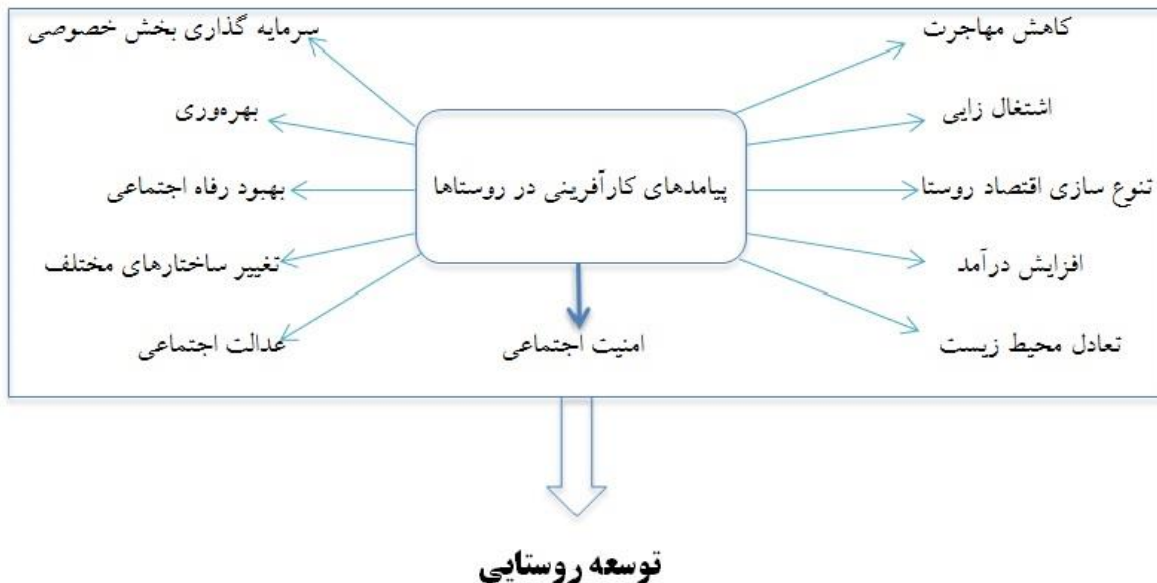 کاهش مهاجرت
سرمایه گذاری بخش خصوصی
اشتغال زایی
بهره‌وری
پیامدهای کارآفرینی در روستاها
تنوع سازی اقتصاد روستا
بهبود رفاه اجتماعی
افزایش درآمد
تغییر ساختارهای مختلف
تعادل محیط زیست
امنیت اجتماعی
عدالت اجتماعی
توسعه روستایی